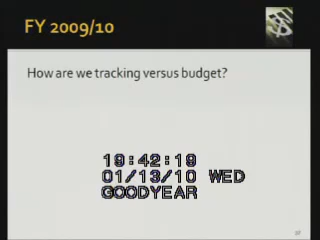 FY 2009/10
How are we tracking versus budget?
19:42:19
01/13/10 WED
GOODYEAR